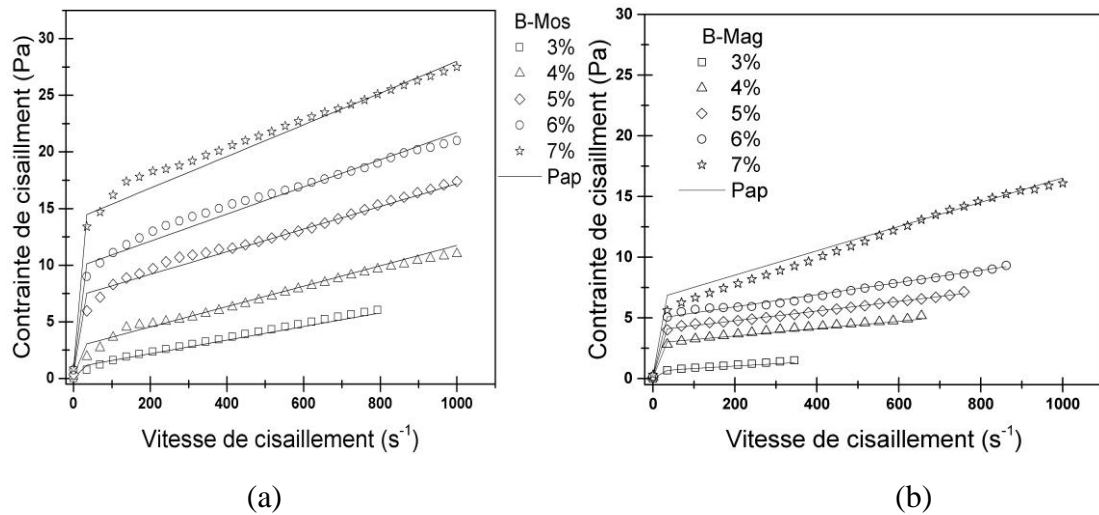 30
25
20
15
10
5
0
Contrainte de cisaillment (Pa)
0 200 400 600 800 1000
Vitesse de cisaillement (s⁻¹)
B-Mos
3%
4%
5%
6%
7%
Pap
(a)
30
25
20
15
10
5
0
Contrainte de cisaillment (Pa)
B-Mag
3%
4%
5%
6%
7%
Pap
0 200 400 600 800 1000
Vitesse de cisaillement (s⁻¹)
(b)